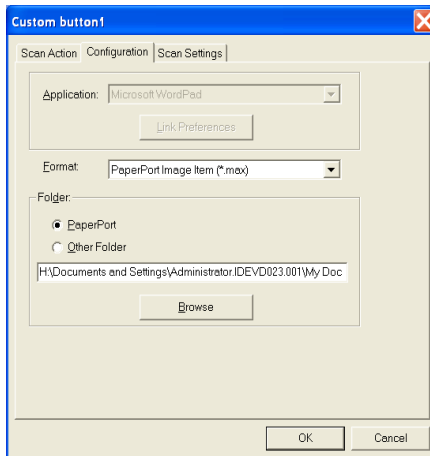 Custom button1
Scan Action Configuration Scan Settings
Application: Microsoft WordPad
Link Preferences
Format: PaperPort Image Item (*.max)
Folder:
PaperPort
Other Folder
H:\Documents and Settings\Administrator.IDEVD023.001\My Doc
Browse
OK Cancel